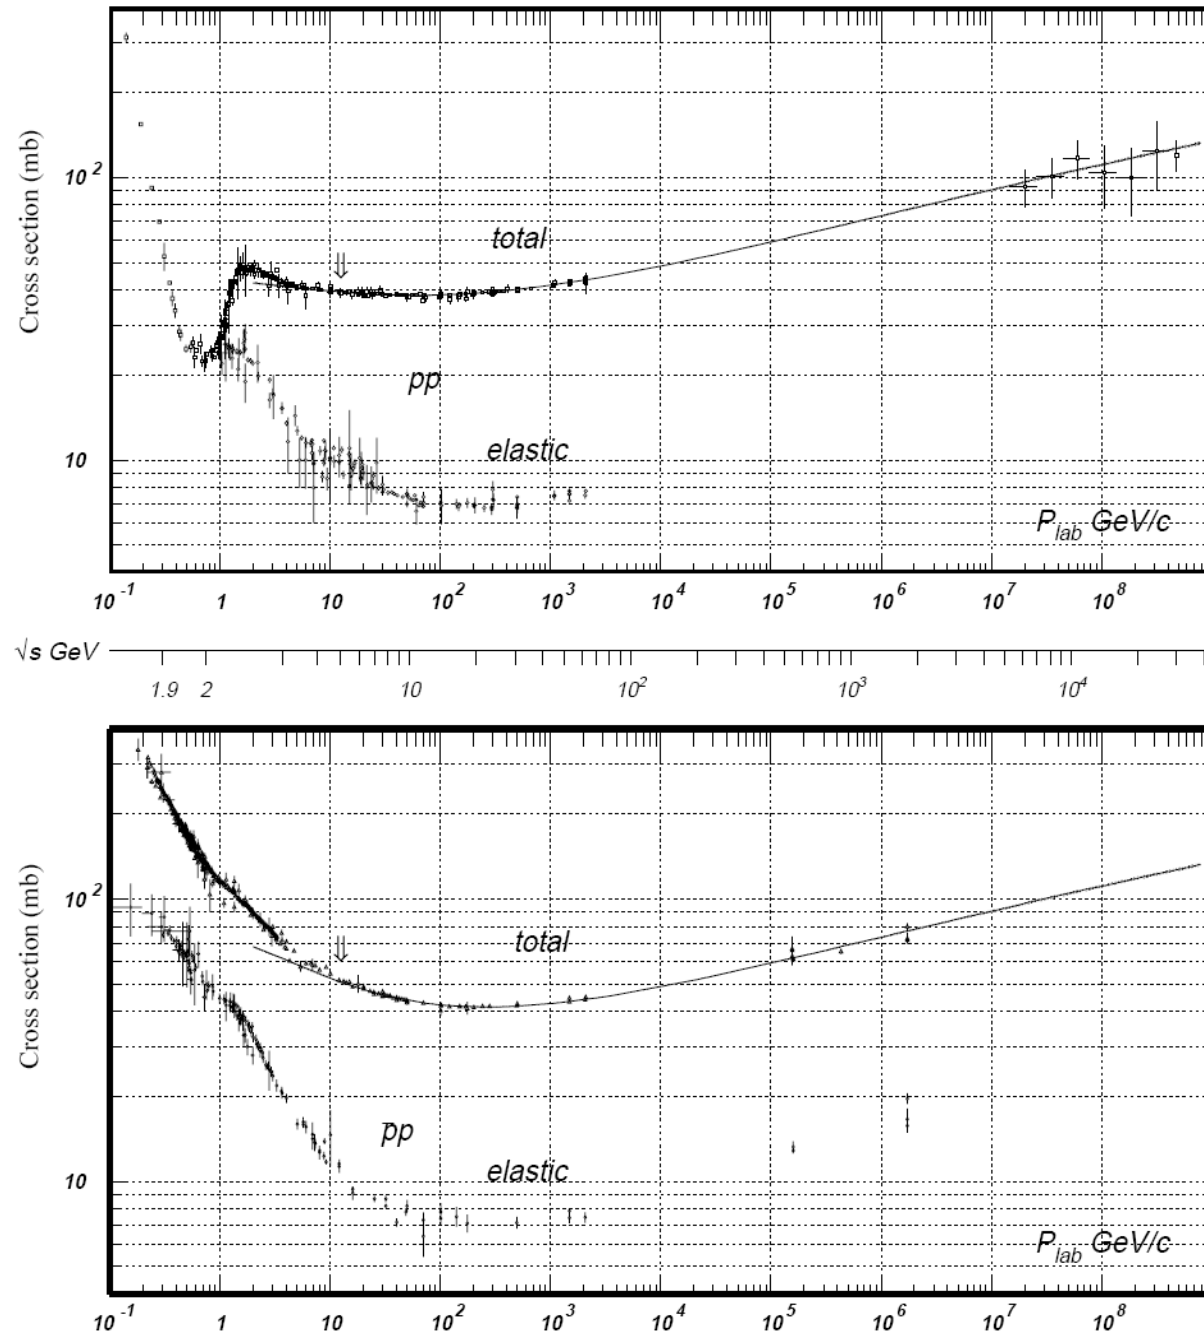 Cross section (mb)
10²
10
total
pp
elastic
P_lab GeV/c
10⁻¹ 1 10 10² 10³ 10⁴ 10⁵ 10⁶ 10⁷ 10⁸
√s GeV
1.9 2 10 10² 10³ 10⁴
Cross section (mb)
10²
10
total
p̄p
elastic
P_lab GeV/c
10⁻¹ 1 10 10² 10³ 10⁴ 10⁵ 10⁶ 10⁷ 10⁸